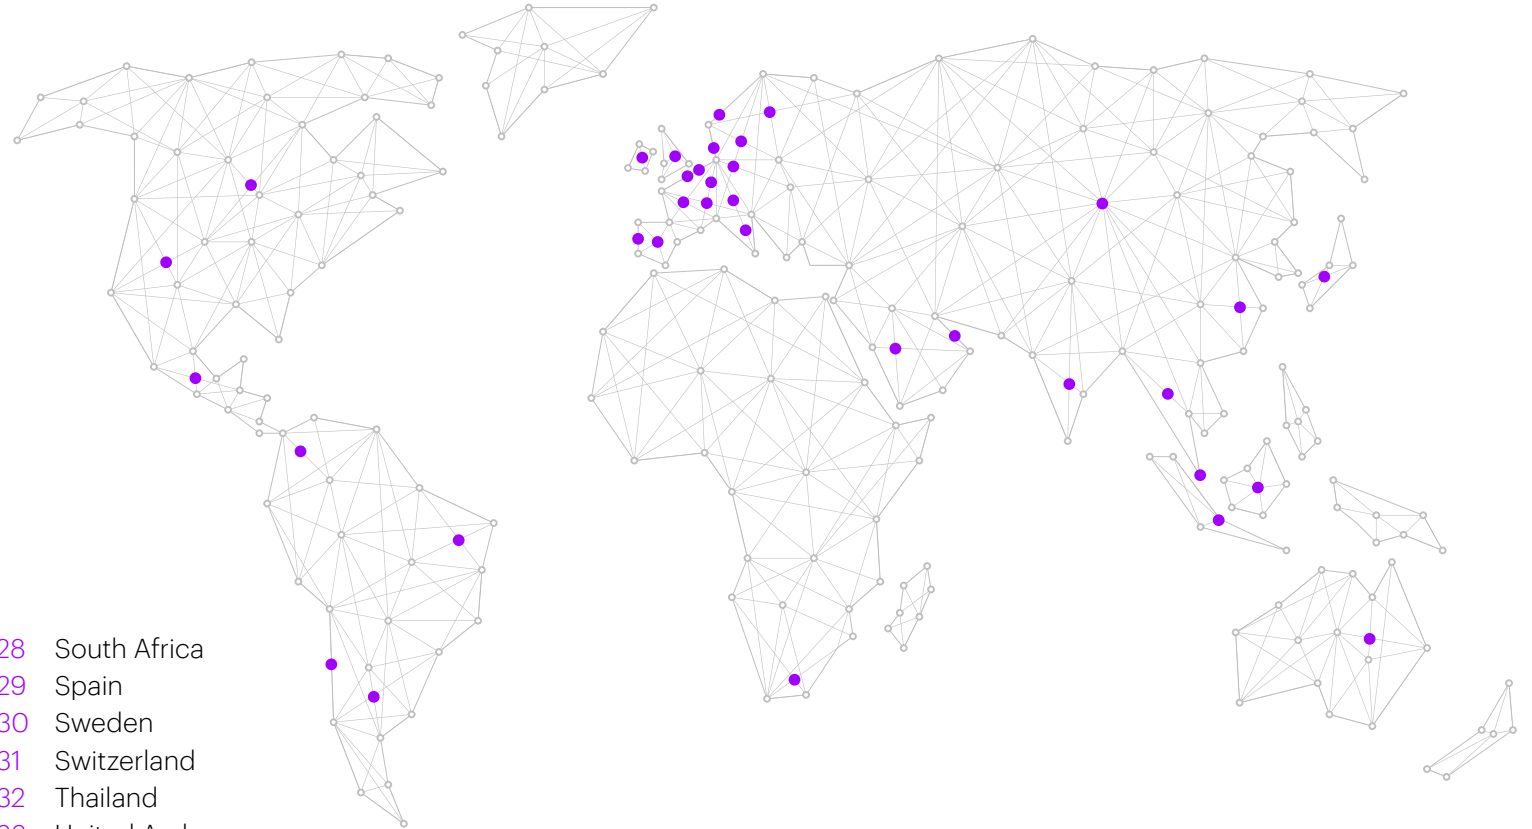 28 South Africa
29 Spain
30 Sweden
31 Switzerland
32 Thailand